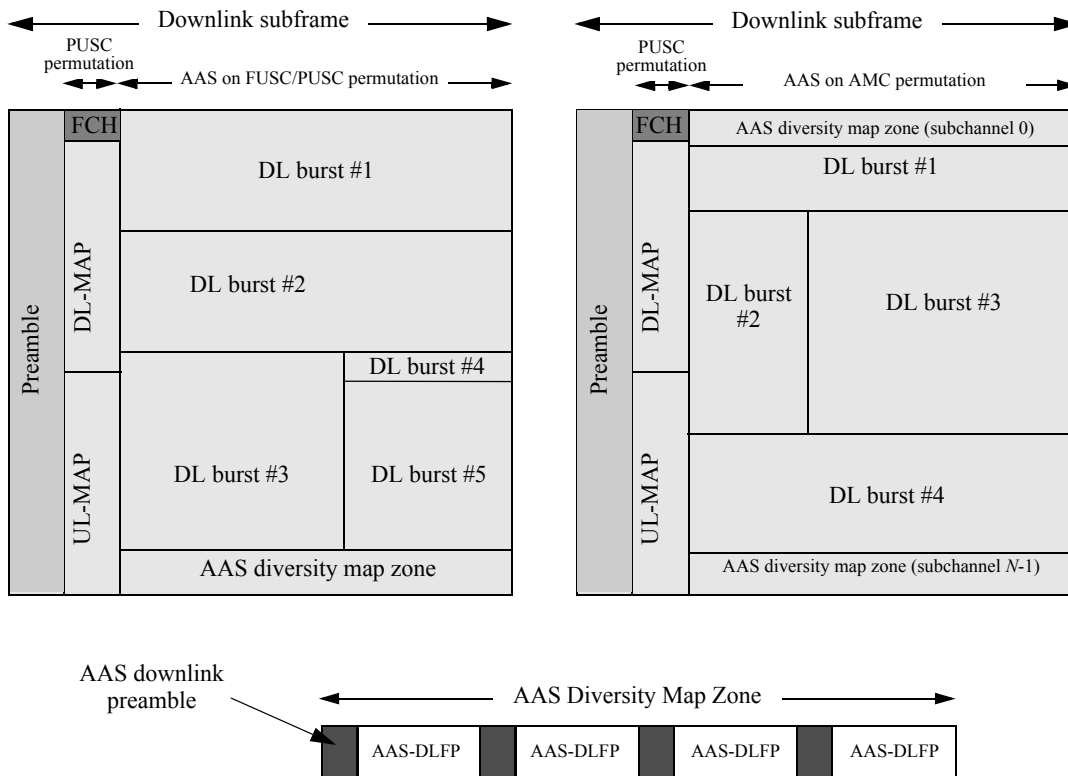 Downlink subframe
PUSC
permutation
AAS on FUSC/PUSC permutation
FCH
DL burst #1
DL-MAP
DL burst #2
Preamble
DL burst #4
UL-MAP
DL burst #3
DL burst #5
AAS diversity map zone
Downlink subframe
PUSC
permutation
AAS on AMC permutation
FCH
AAS diversity map zone (subchannel 0)
DL burst #1
DL-MAP
DL burst
#2
DL burst #3
Preamble
UL-MAP
DL burst #4
AAS diversity map zone (subchannel N-1)
AAS downlink
preamble
AAS Diversity Map Zone
AAS-DLFP
AAS-DLFP
AAS-DLFP
AAS-DLFP